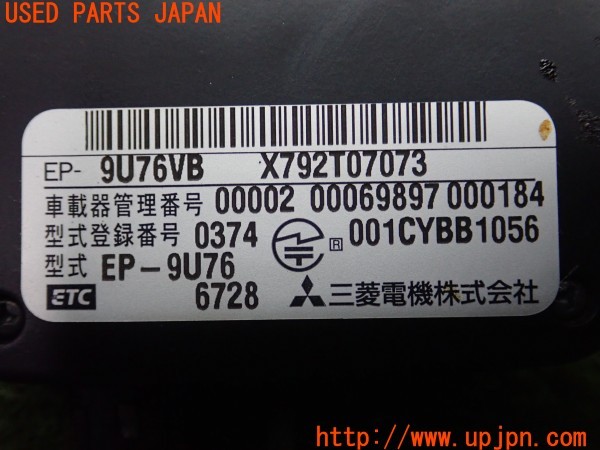 USED PARTS JAPAN
EP- 9U76VB X792T07073
車載器管理番号 00002 00069897 000184
型式登録番号 0374 R 001CYBB1056
型式 EP-9U76
ETC 6728 三菱電機株式会社
UPJ
http:// www.upjpn.com/